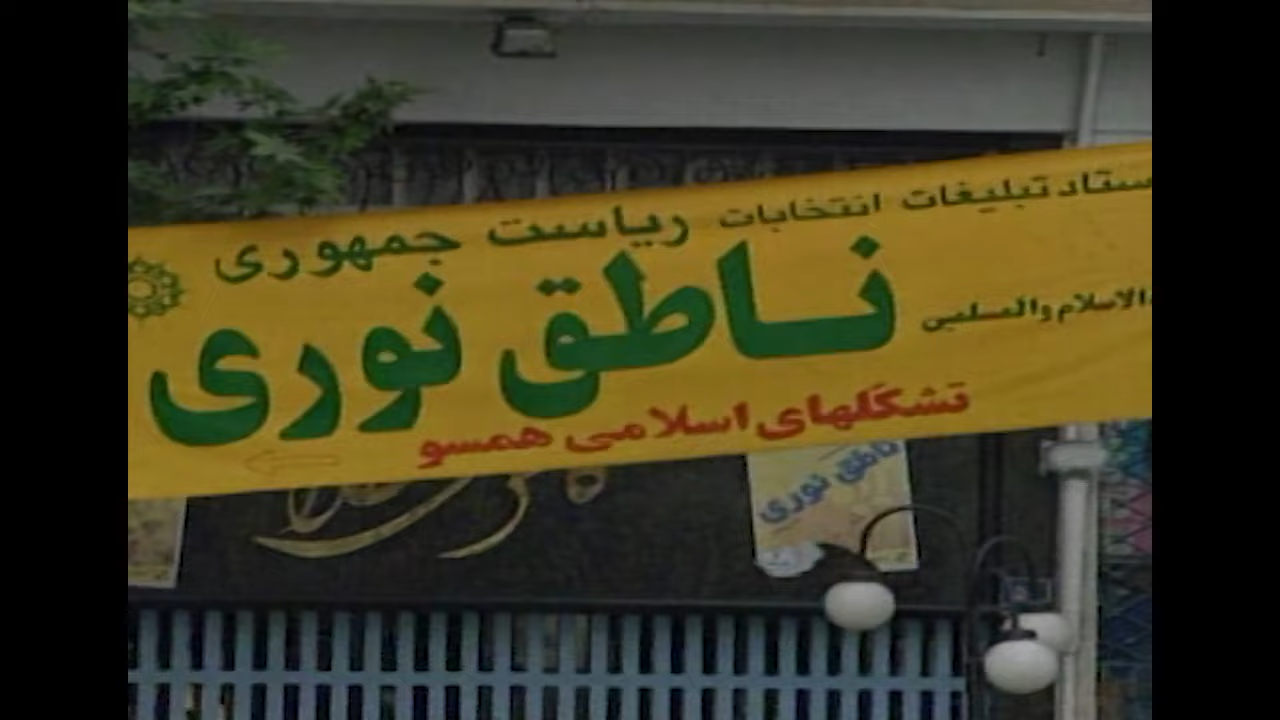 ستاد تبلیغات انتخابات ریاست جمهوری
الاسلام والمسلمین
ناطق نوری
تشکلهای اسلامی همسو
ناطق نوری